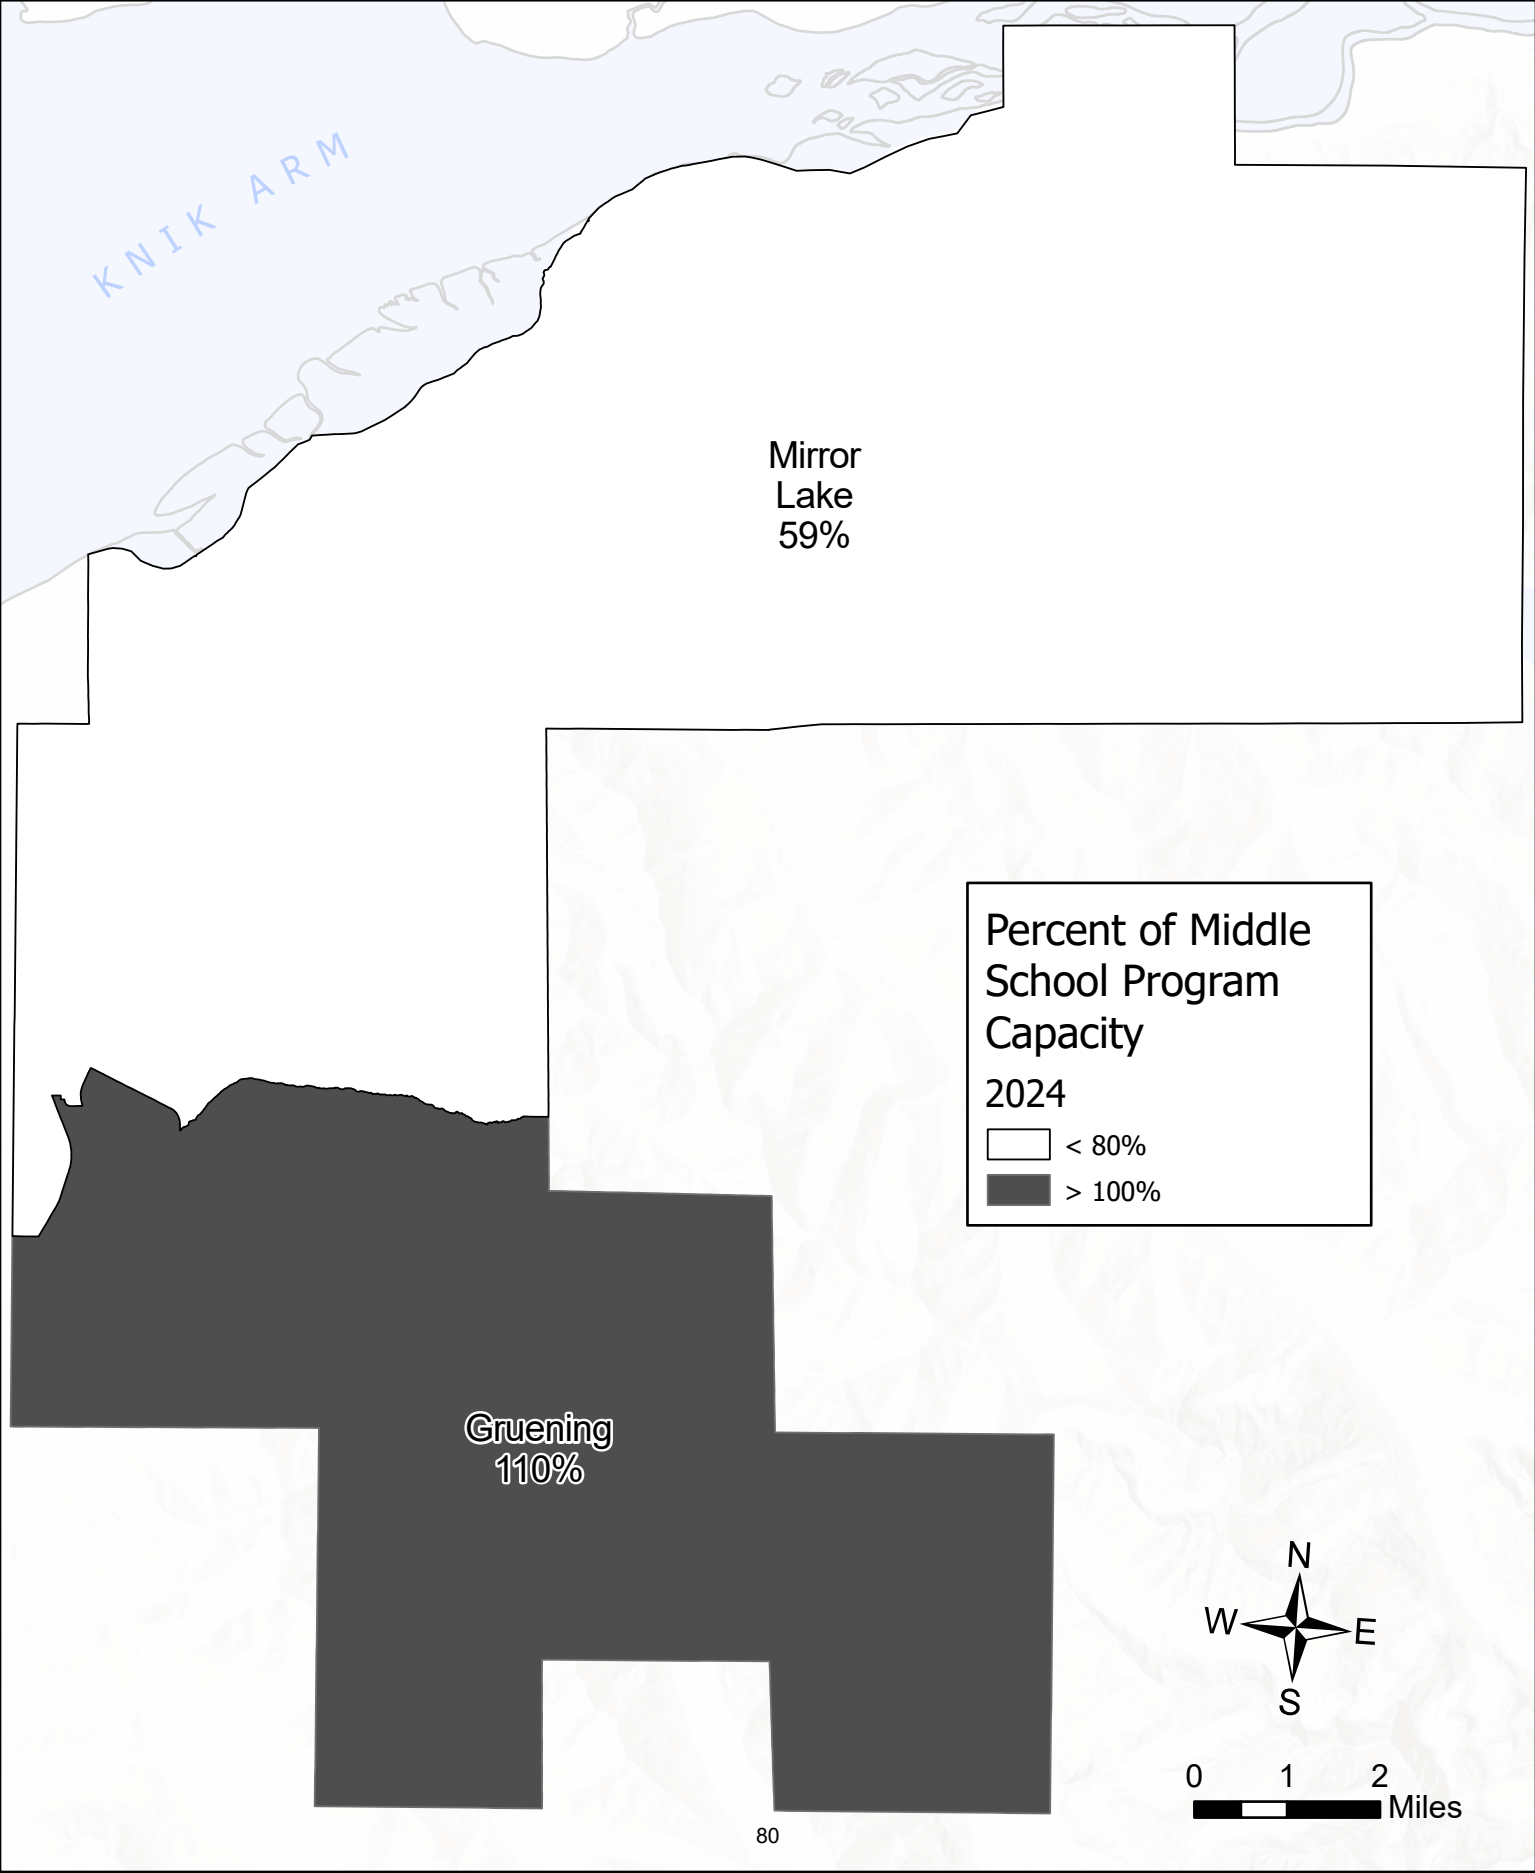 KNIK ARM
Mirror
Lake
59%
Percent of Middle
School Program
Capacity
2024
< 80%
> 100%
Gruening
110%
N
W
E
S
0 1 2
Miles
80